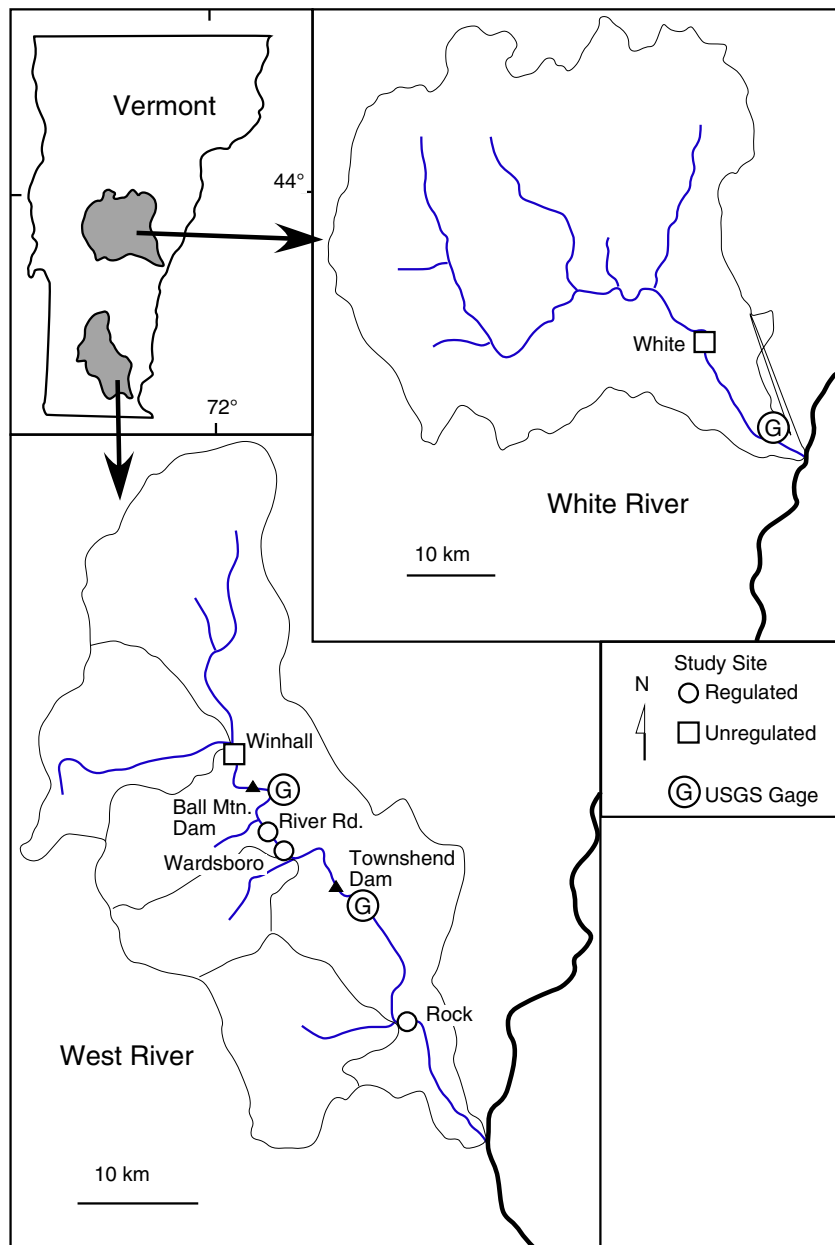 Vermont
44°
72°
White
G
White River
10 km
Study Site
N
Regulated
Unregulated
G USGS Gage
Winhall
G
Ball Mtn.
Dam
River Rd.
Wardsboro
Townshend
Dam
G
Rock
West River
10 km